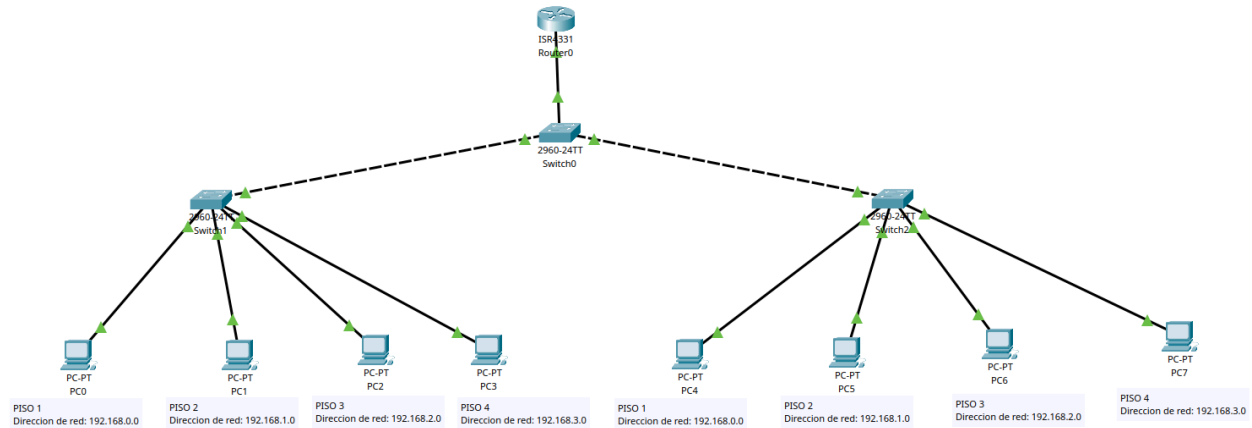 ISR4331
Router0
2960-24TT
Switch0
2960-24TT
Switch1
2960-24TT
Switch2
PC-PT
PC0
PC-PT
PC1
PC-PT
PC2
PC-PT
PC3
PC-PT
PC4
PC-PT
PC5
PC-PT
PC6
PC-PT
PC7
PISO 1
Direccion de red: 192.168.0.0
PISO 2
Direccion de red: 192.168.1.0
PISO 3
Direccion de red: 192.168.2.0
PISO 4
Direccion de red: 192.168.3.0
PISO 1
Direccion de red: 192.168.0.0
PISO 2
Direccion de red: 192.168.1.0
PISO 3
Direccion de red: 192.168.2.0
PISO 4
Direccion de red: 192.168.3.0